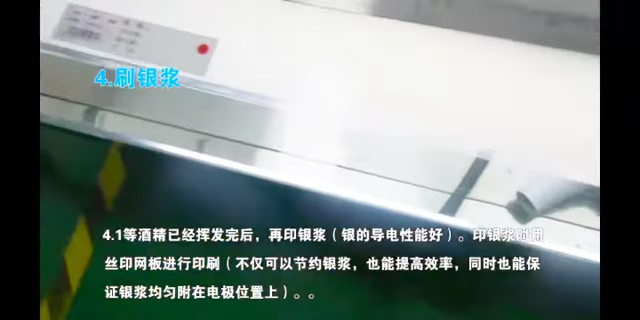 4.刷银浆
4.1等酒精已经挥发完后，再印银浆（银的导电性能好）。印银浆时用
丝印网板进行印刷（不仅可以节约银浆，也能提高效率，同时也能保
证银浆均匀附在电极位置上）。。